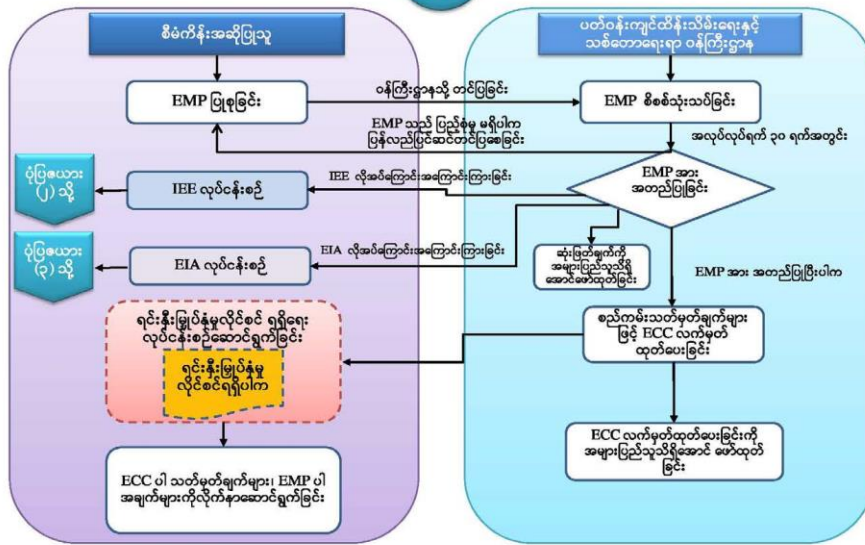 စီမံကိန်းအဆိုပြုသူ
ပတ်ဝန်းကျင်ထိန်းသိမ်းရေးနှင့်
သစ်တောရေးရာ ဝန်ကြီးဌာန
EMP ပြုစုခြင်း
ဝန်ကြီးဌာနသို့ တင်ပြခြင်း
EMP စိစစ်သုံးသပ်ခြင်း
EMP သည် ပြည့်စုံမှု မရှိပါက
ပြန်လည်ပြင်ဆင်တင်ပြစေခြင်း
အလုပ်လုပ်ရက် ၃၀ ရက်အတွင်း
ပုံပြဇယား
(၂) သို့
IEE လုပ်ငန်းစဉ်
IEE လိုအပ်ကြောင်းအကြောင်းကြားခြင်း
EMP အား
အတည်ပြုခြင်း
ပုံပြဇယား
(၃) သို့
EIA လုပ်ငန်းစဉ်
EIA လိုအပ်ကြောင်းအကြောင်းကြားခြင်း
ဆုံးဖြတ်ချက်ကို
အများပြည်သူသိရှိ
အောင်ဖော်ထုတ်ခြင်း
EMP အား အတည်ပြုပြီးပါက
ရင်းနှီးမြှုပ်နှံမှုလိုင်စင် ရရှိရေး
လုပ်ငန်းစဉ်ဆောင်ရွက်ခြင်း
ရင်းနှီးမြှုပ်နှံမှု
လိုင်စင်ရရှိပါက
စည်ကမ်းသတ်မှတ်ချက်များ
ဖြင့် ECC လက်မှတ်
ထုတ်ပေးခြင်း
ECC ပါ သတ်မှတ်ချက်များ၊ EMP ပါ
အချက်များကိုလိုက်နာဆောင်ရွက်ခြင်း
ECC လက်မှတ်ထုတ်ပေးခြင်းကို
အများပြည်သူသိရှိအောင် ဖော်ထုတ်
ခြင်း